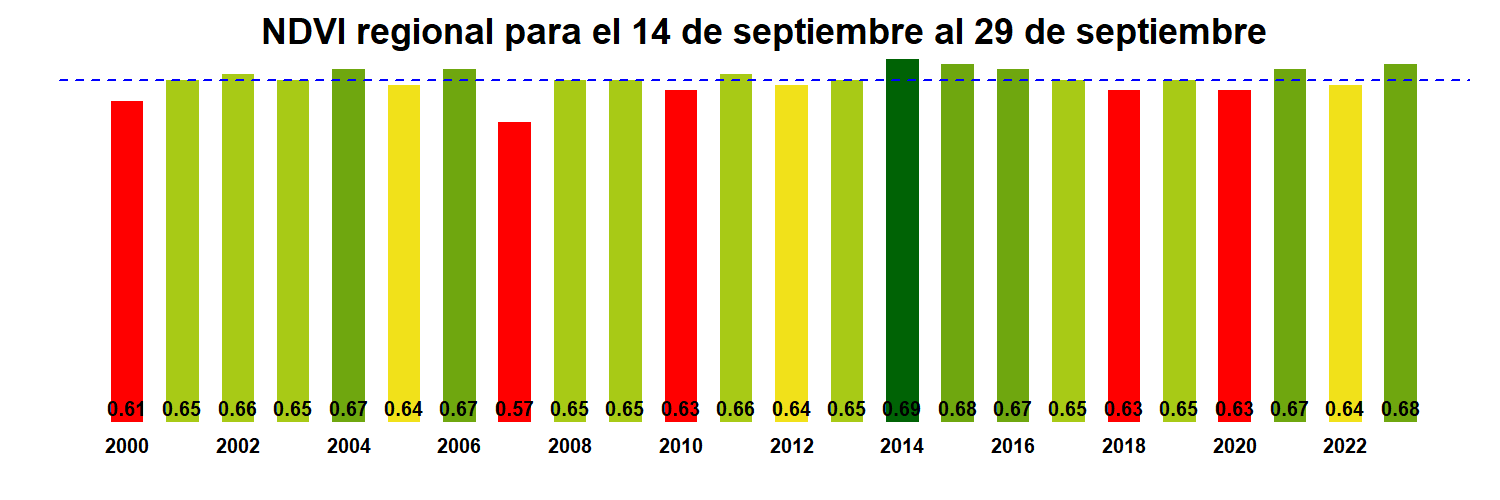 NDVI regional para el 14 de septiembre al 29 de septiembre
0.61 0.65 0.66 0.65 0.67 0.64 0.67 0.57 0.65 0.65 0.63 0.66 0.64 0.65 0.69 0.68 0.67 0.65 0.63 0.65 0.63 0.67 0.64 0.68
2000 2002 2004 2006 2008 2010 2012 2014 2016 2018 2020 2022